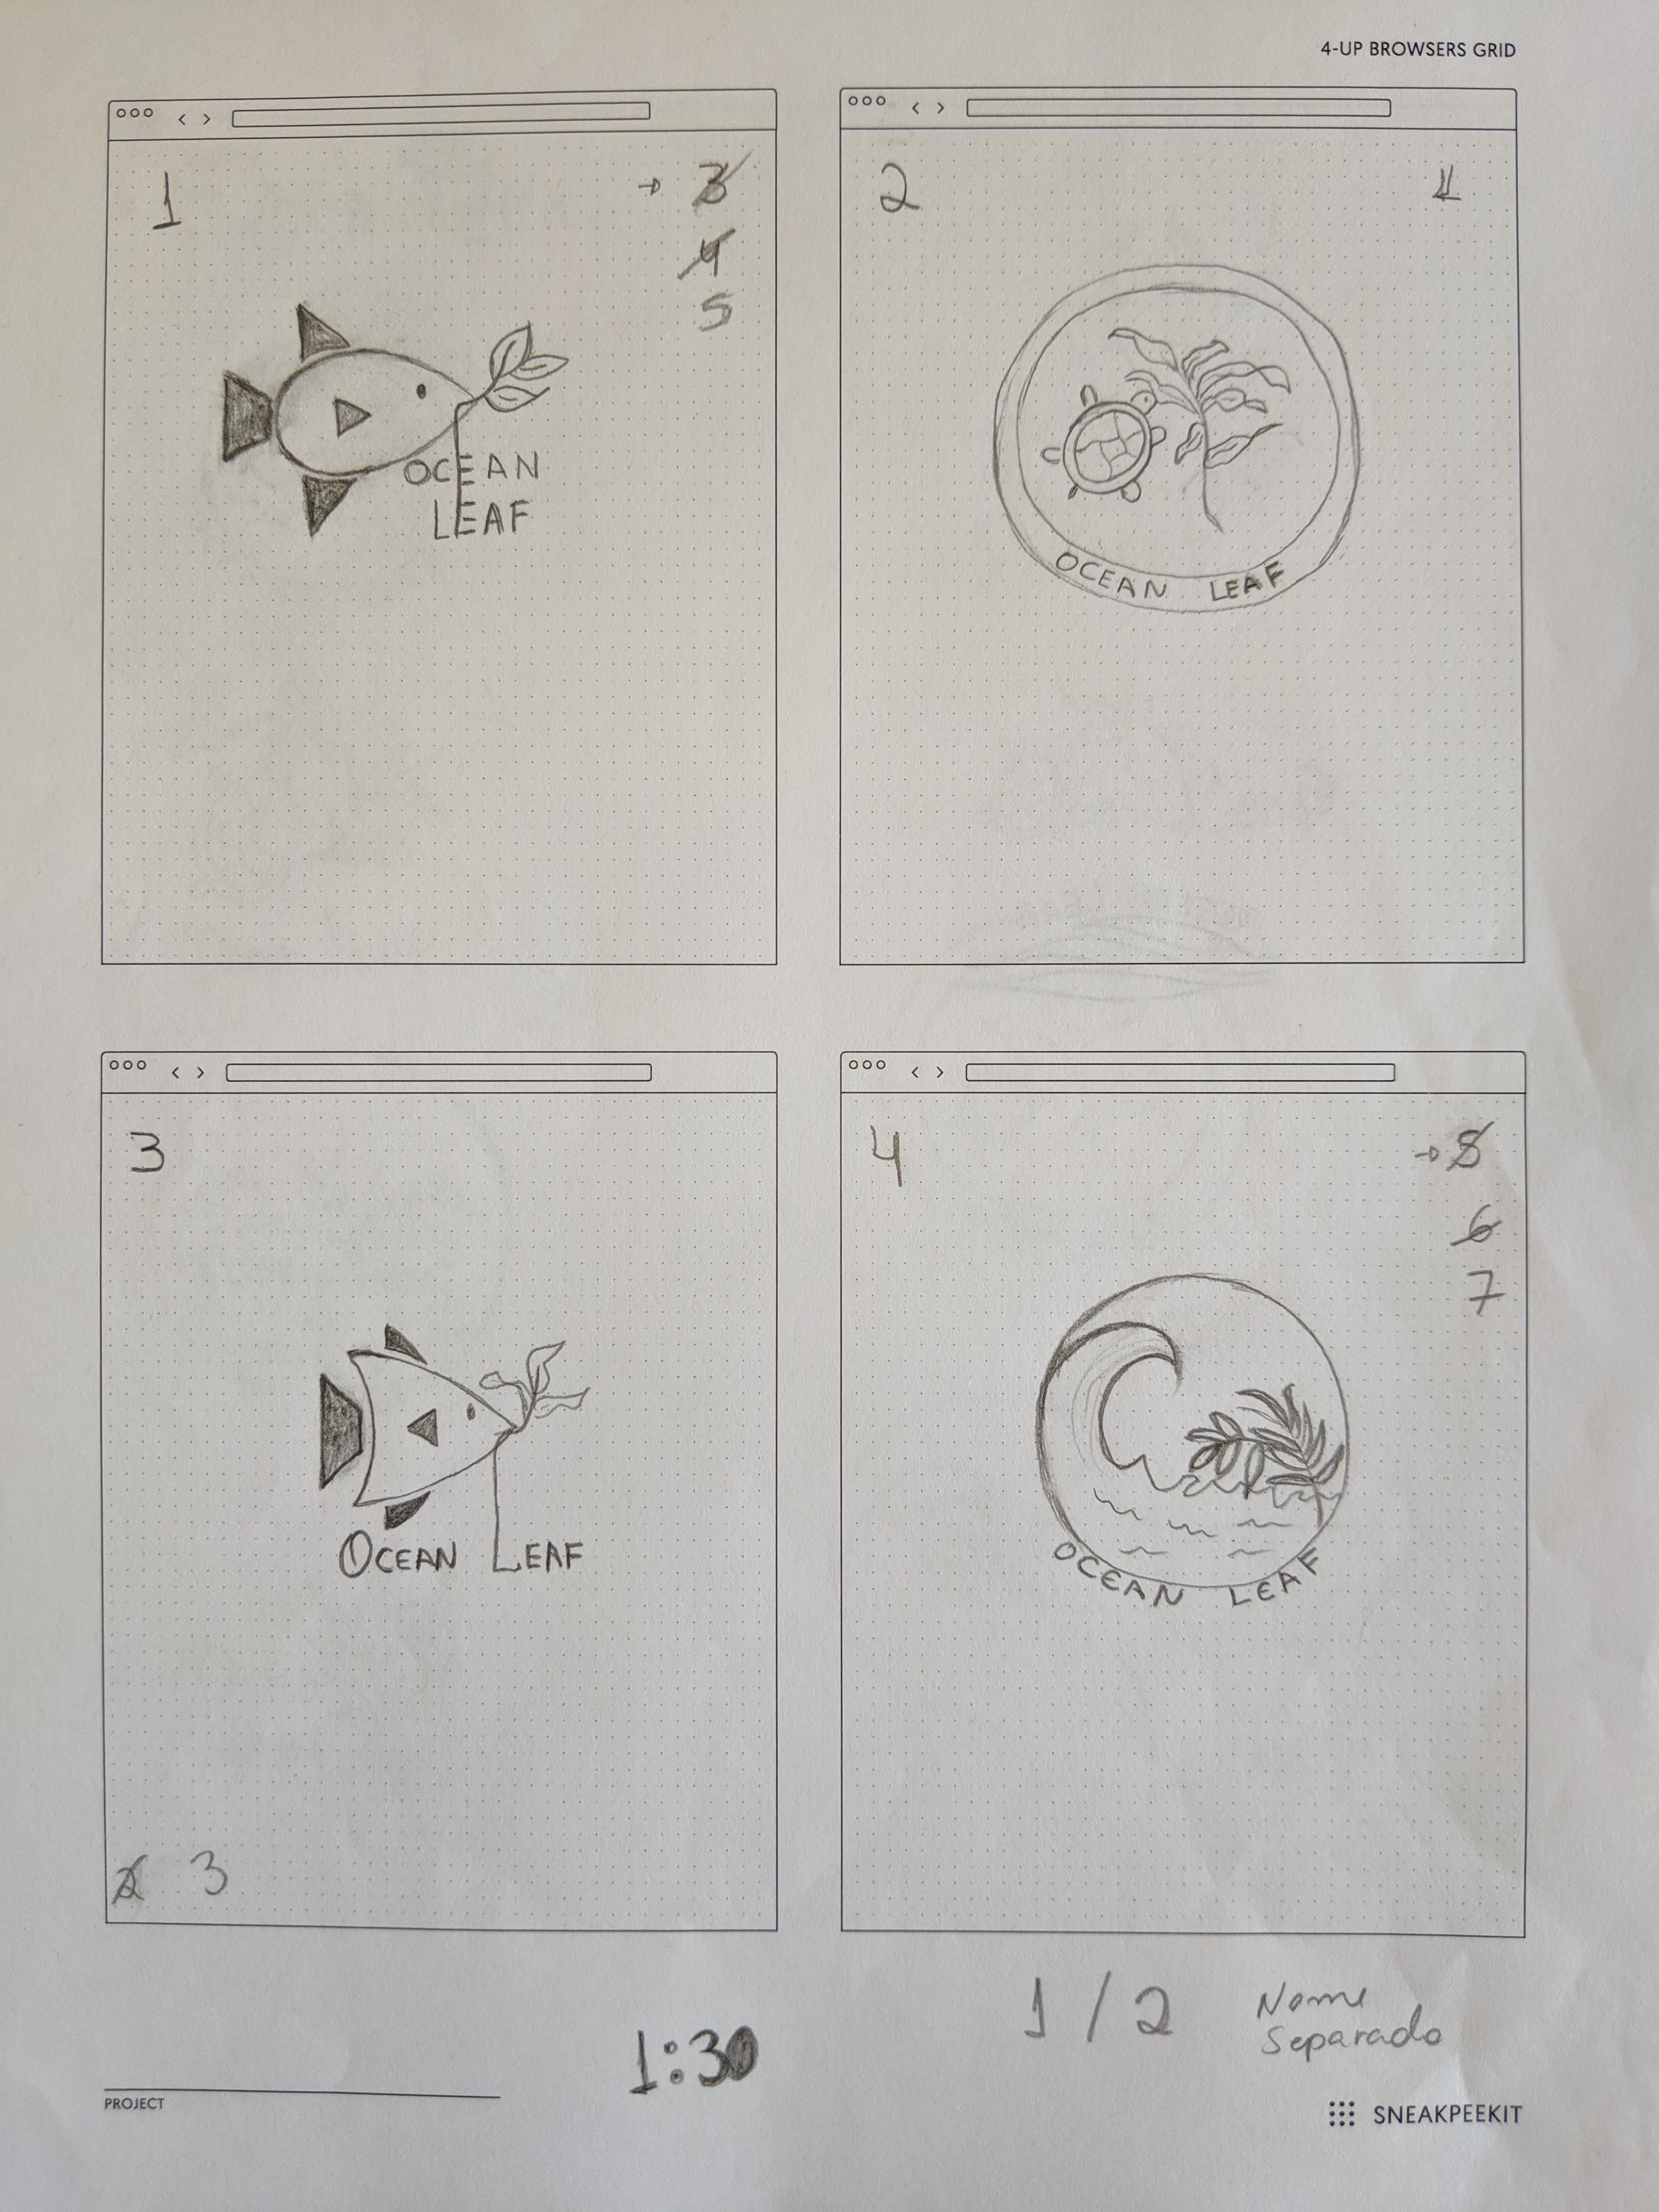 4-UP BROWSERS GRID
1
→ 3
4
5
OCEAN
LEAF
2
1
OCEAN LEAF
3
OCEAN LEAF
2 3
4
→ 5
6
7
OCEAN LEAF
1:30
1 / 2
Nome
Separado
PROJECT
SNEAKPEEKIT